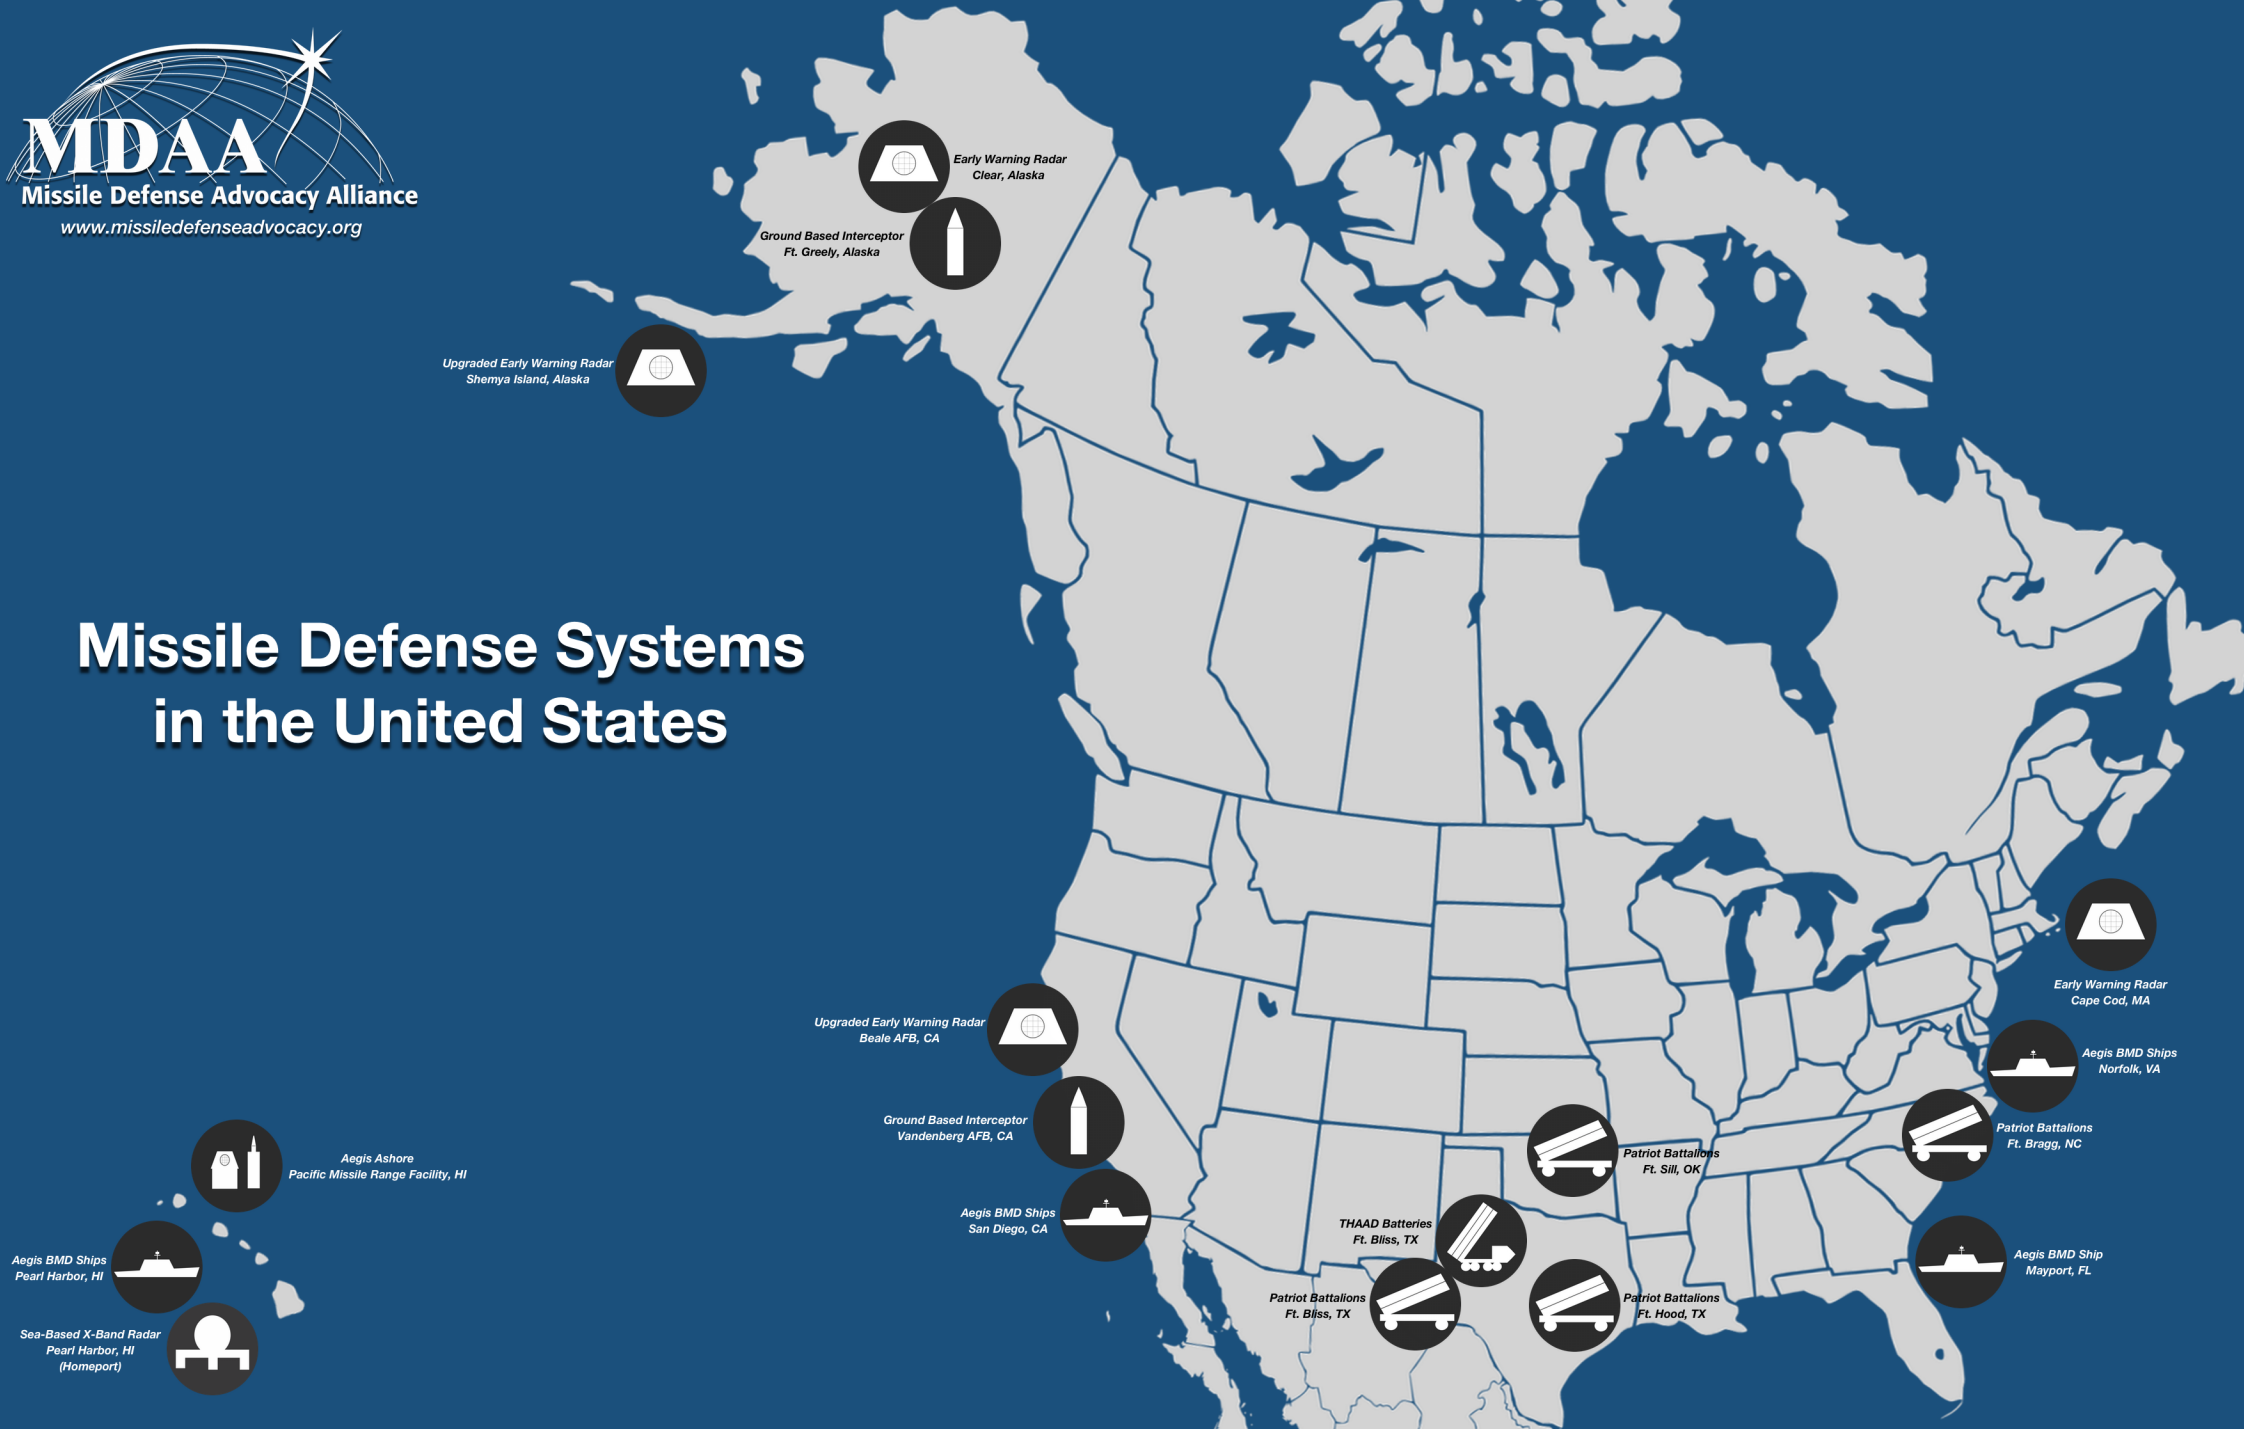 MDAA
Missile Defense Advocacy Alliance
www.missiledefenseadvocacy.org
Early Warning Radar
Clear, Alaska
Ground Based Interceptor
Ft. Greely, Alaska
Upgraded Early Warning Radar
Shemya Island, Alaska
Missile Defense Systems
in the United States
Early Warning Radar
Cape Cod, MA
Upgraded Early Warning Radar
Beale AFB, CA
Aegis BMD Ships
Norfolk, VA
Ground Based Interceptor
Vandenberg AFB, CA
Patriot Battalions
Ft. Bragg, NC
Patriot Battalions
Ft. Sill, OK
Aegis Ashore
Pacific Missile Range Facility, HI
Aegis BMD Ships
San Diego, CA
THAAD Batteries
Ft. Bliss, TX
Aegis BMD Ships
Pearl Harbor, HI
Aegis BMD Ship
Mayport, FL
Patriot Battalions
Ft. Bliss, TX
Patriot Battalions
Ft. Hood, TX
Sea-Based X-Band Radar
Pearl Harbor, HI
(Homeport)